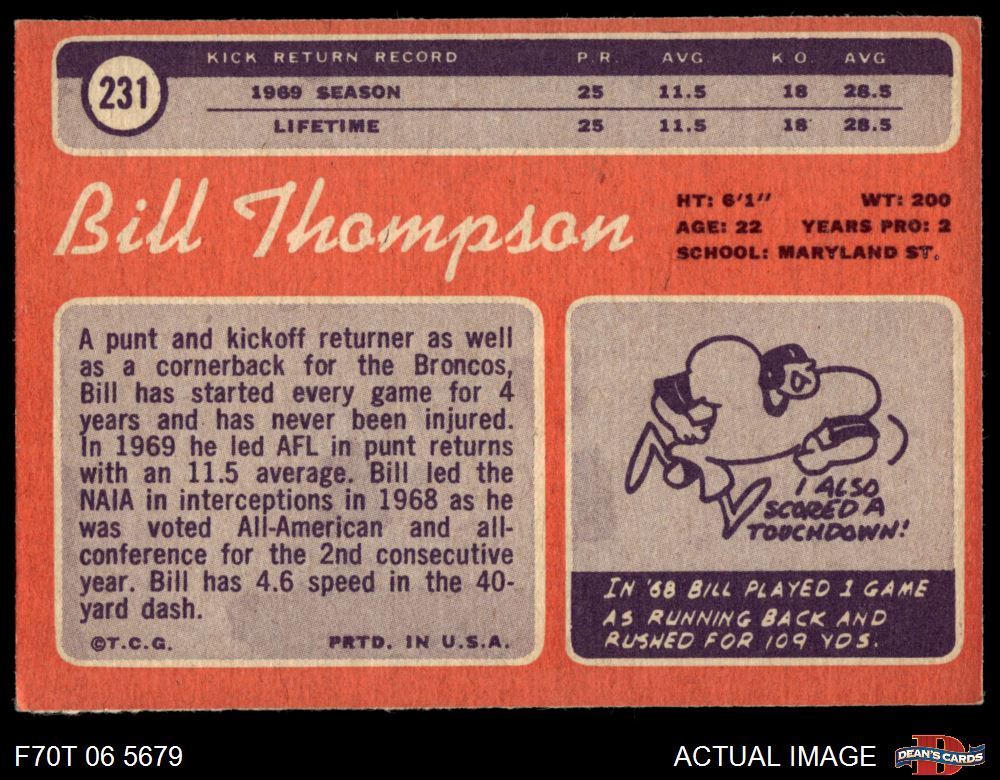 KICK RETURN RECORD P.R. AVG K O. AVG
231
1969 SEASON 25 11.5 18 28.5
LIFETIME 25 11.5 18 28.5
Bill Thompson
HT: 6'1" WT: 200
AGE: 22 YEARS PRO: 2
SCHOOL: MARYLAND ST.
A punt and kickoff returner as well
as a cornerback for the Broncos,
Bill has started every game for 4
years and has never been injured.
In 1969 he led AFL in punt returns
with an 11.5 average. Bill led the
NAIA in interceptions in 1968 as he
was voted All-American and all-
conference for the 2nd consecutive
year. Bill has 4.6 speed in the 40-
yard dash.
©T.C.G. PRTD. IN U.S.A.
I ALSO
SCORED A
TOUCHDOWN!
IN '68 BILL PLAYED 1 GAME
AS RUNNING BACK AND
RUSHED FOR 109 YDS.
F70T 06 5679
ACTUAL IMAGE
D
DEAN'S CARDS